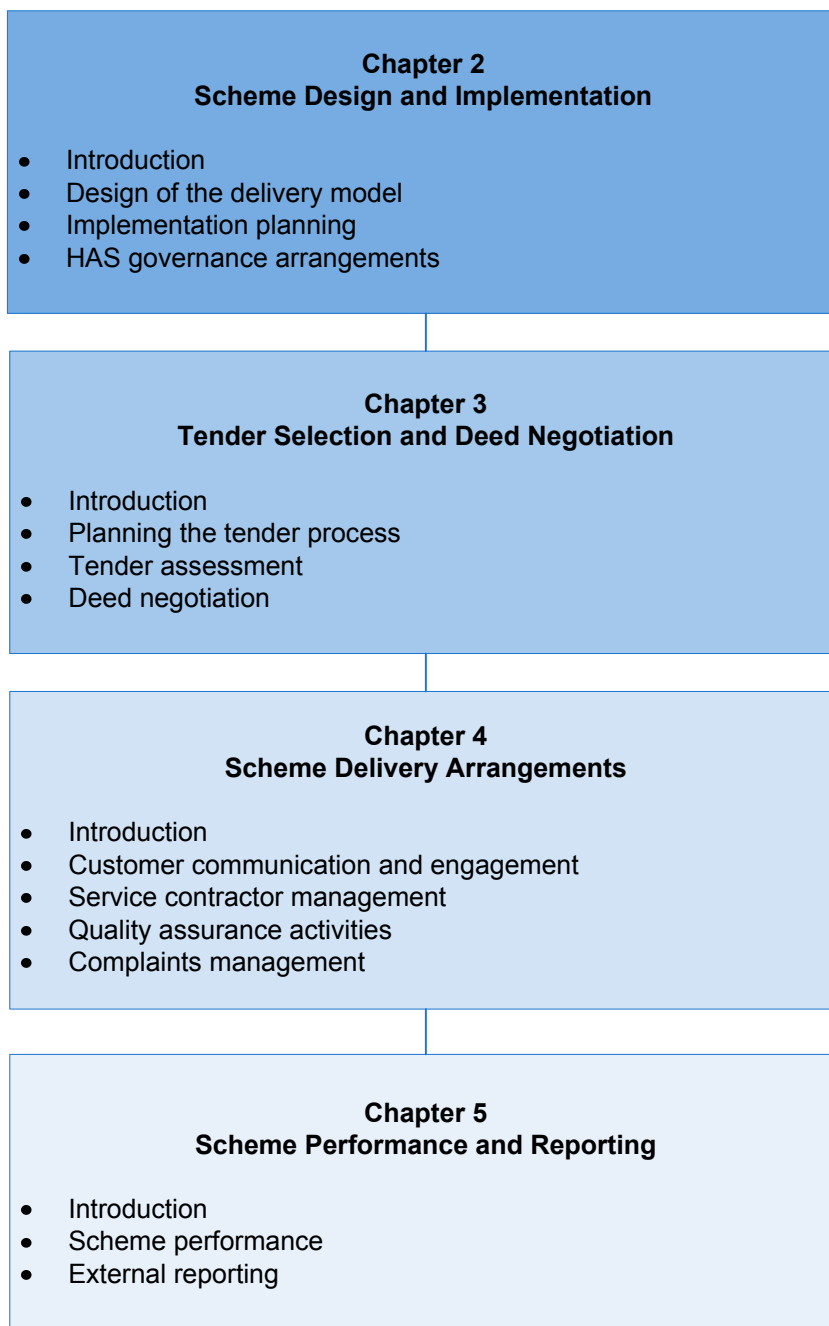 Chapter 2
Scheme Design and Implementation
• Introduction
• Design of the delivery model
• Implementation planning
• HAS governance arrangements
Chapter 3
Tender Selection and Deed Negotiation
• Introduction
• Planning the tender process
• Tender assessment
• Deed negotiation
Chapter 4
Scheme Delivery Arrangements
• Introduction
• Customer communication and engagement
• Service contractor management
• Quality assurance activities
• Complaints management
Chapter 5
Scheme Performance and Reporting
• Introduction
• Scheme performance
• External reporting